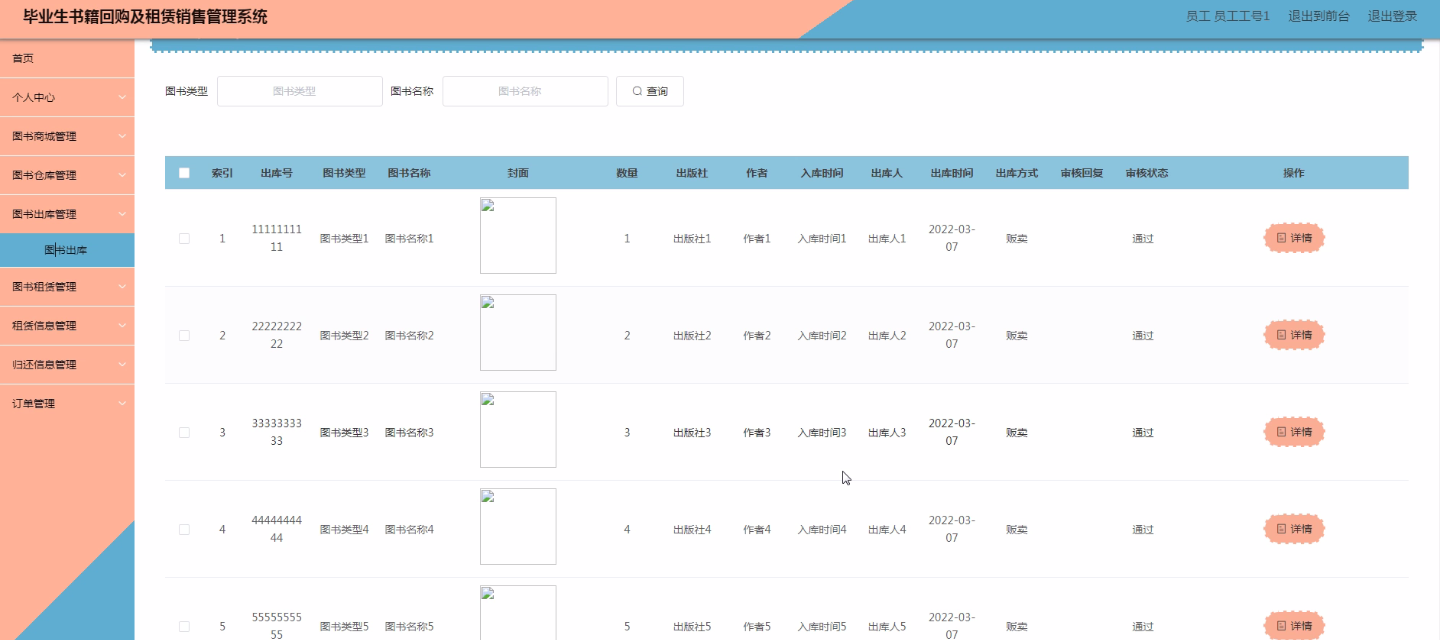 毕业生书籍回购及租赁销售管理系统
员工 员工工号1 退出到前台 退出登录
首页
个人中心
图书商城管理
图书仓库管理
图书出库管理
图书出库
图书租赁管理
租赁信息管理
归还信息管理
订单管理
图书类型 图书类型 图书名称 图书名称 查询
索引 出库号 图书类型 图书名称 封面 数量 出版社 作者 入库时间 出库人 出库时间 出库方式 审核回复 审核状态 操作
1 1111111111 图书类型1 图书名称1 1 出版社1 作者1 入库时间1 出库人1 2022-03-07 贩卖 通过 详情
2 2222222222 图书类型2 图书名称2 2 出版社2 作者2 入库时间2 出库人2 2022-03-07 贩卖 通过 详情
3 3333333333 图书类型3 图书名称3 3 出版社3 作者3 入库时间3 出库人3 2022-03-07 贩卖 通过 详情
4 4444444444 图书类型4 图书名称4 4 出版社4 作者4 入库时间4 出库人4 2022-03-07 贩卖 通过 详情
5 5555555555 图书类型5 图书名称5 5 出版社5 作者5 入库时间5 出库人5 2022-03-07 贩卖 通过 详情